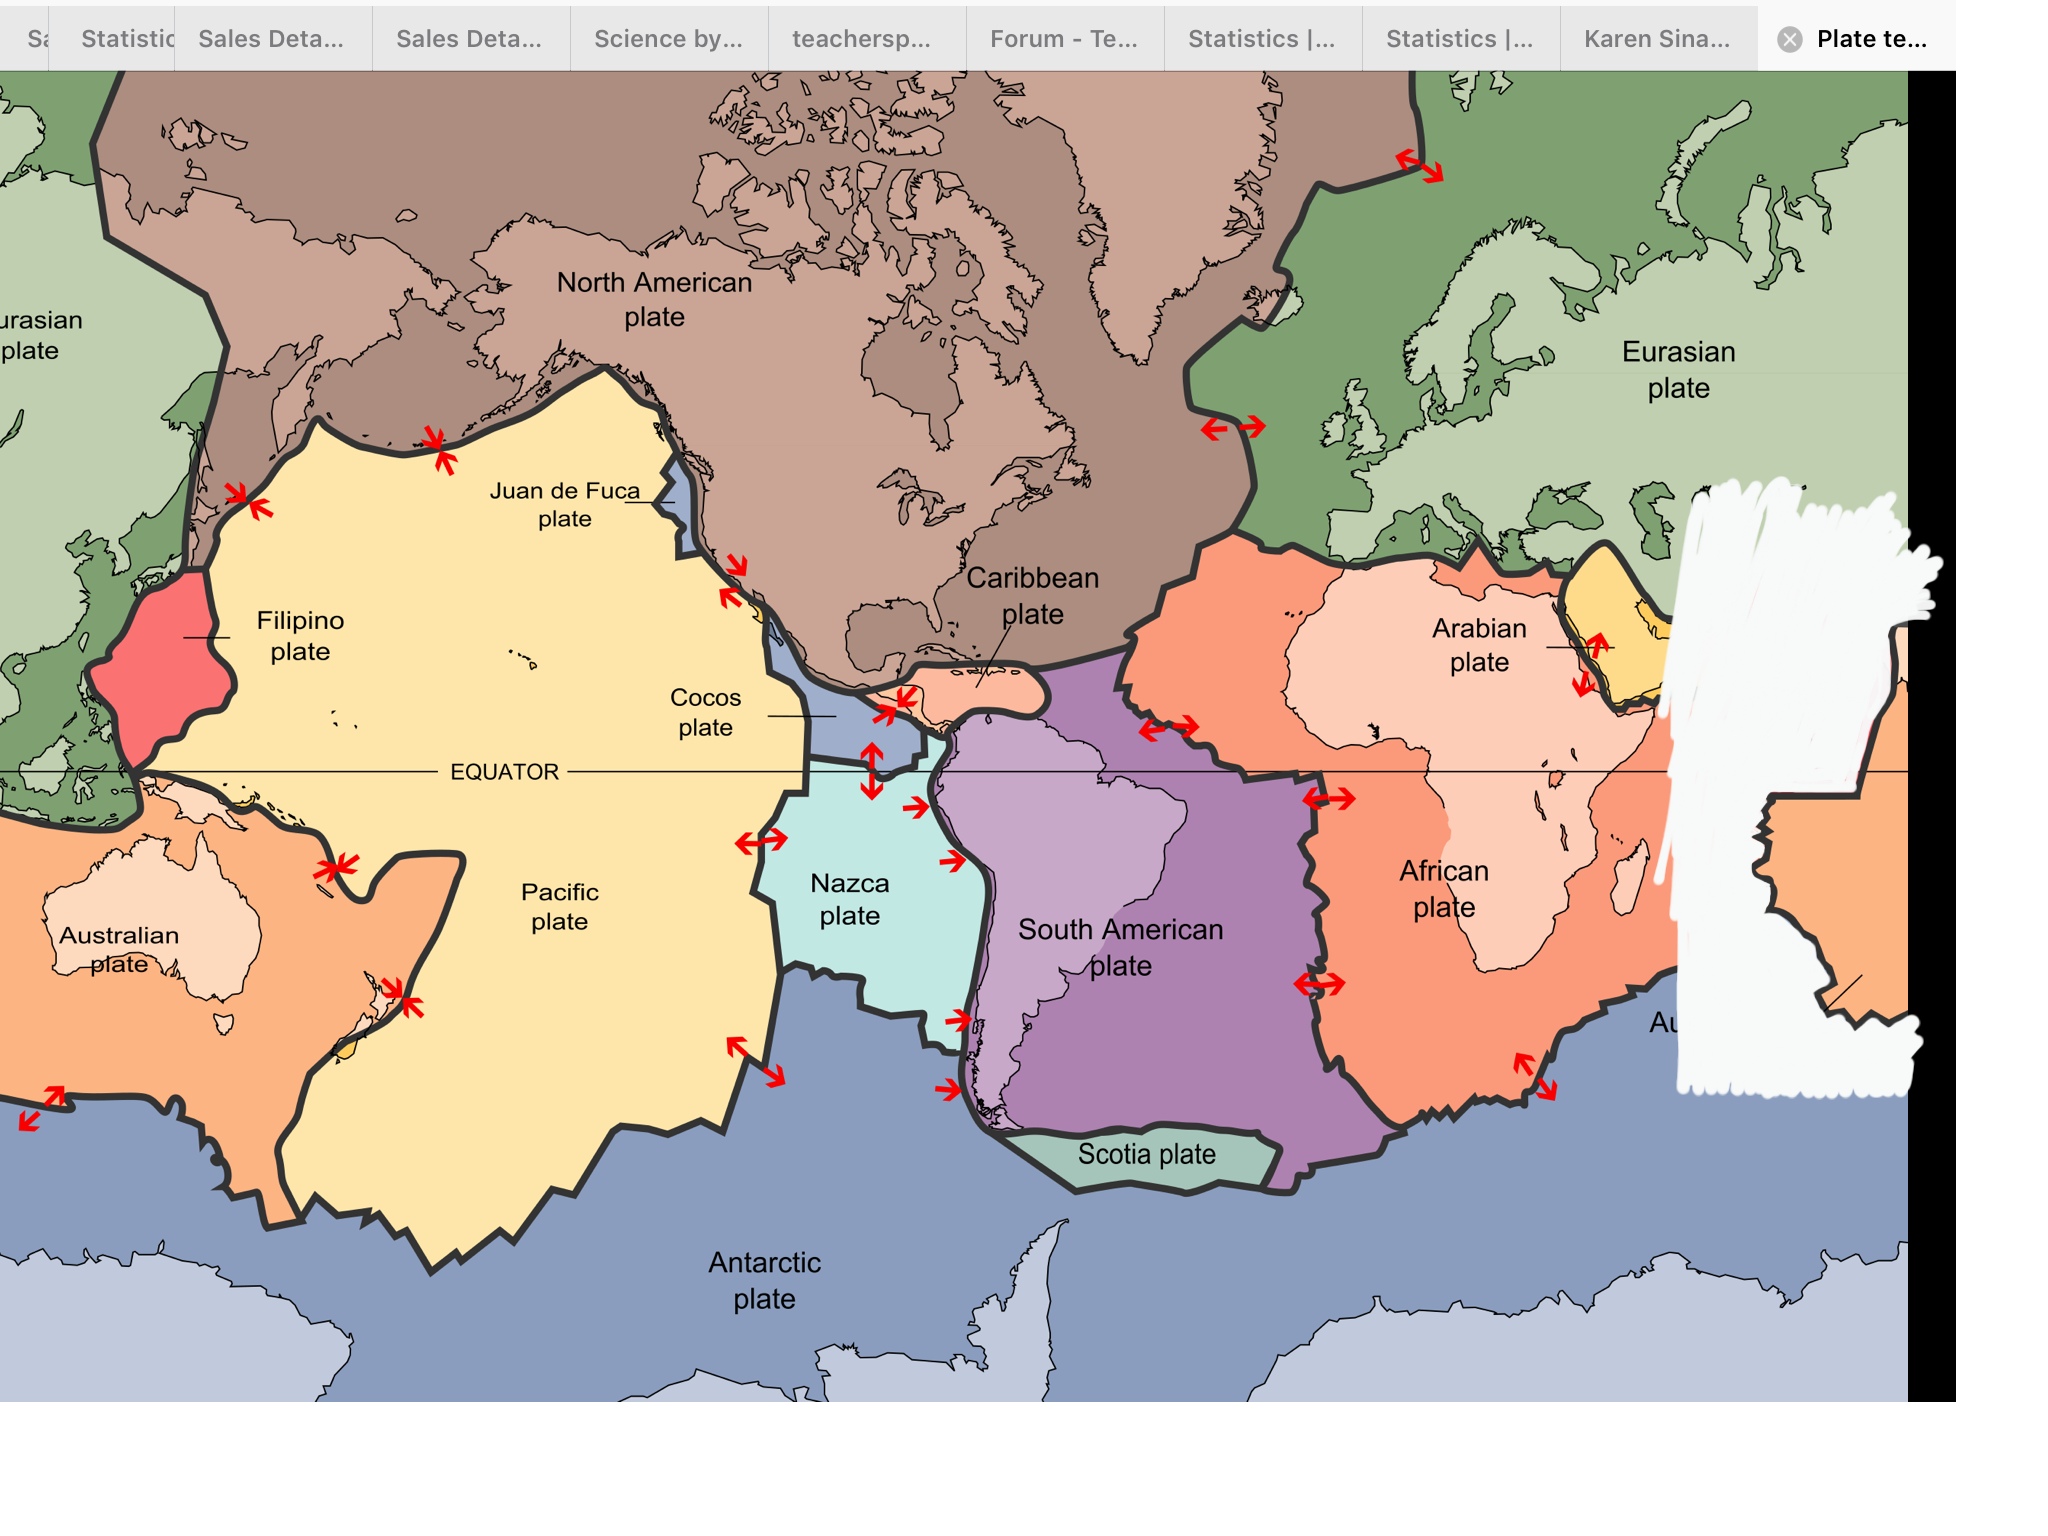 Sa
Statistic
Sales Deta...
Sales Deta...
Science by...
teachersp...
Forum - Te...
Statistics |...
Statistics |...
Karen Sina...
Plate te...
North American
plate
urasian
plate
Eurasian
plate
Juan de Fuca
plate
Caribbean
plate
Filipino
plate
Arabian
plate
Cocos
plate
EQUATOR
Nazca
plate
African
plate
Pacific
plate
Australian
plate
South American
plate
Au
Scotia plate
Antarctic
plate